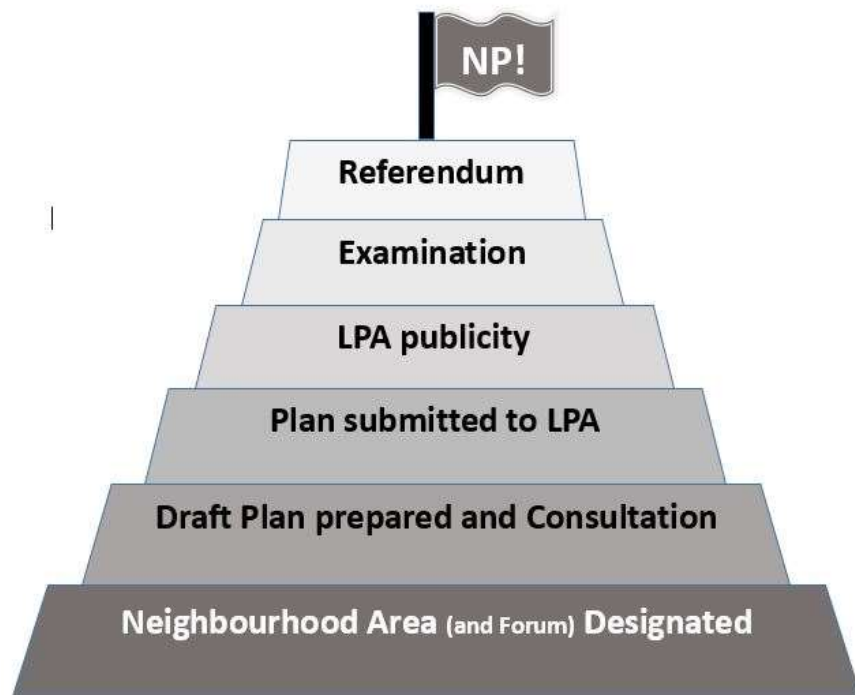 NP!
Referendum
Examination
LPA publicity
Plan submitted to LPA
Draft Plan prepared and Consultation
Neighbourhood Area (and Forum) Designated